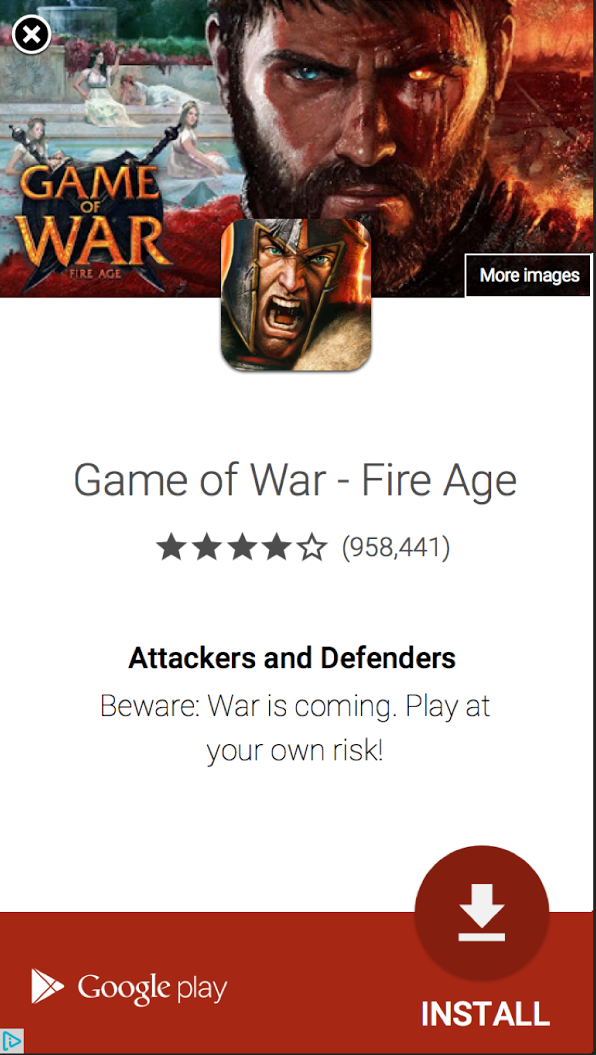 GAME
OF
WAR
FIRE AGE
More images
Game of War - Fire Age
(958,441)
Attackers and Defenders
Beware: War is coming. Play at
your own risk!
Google play
INSTALL